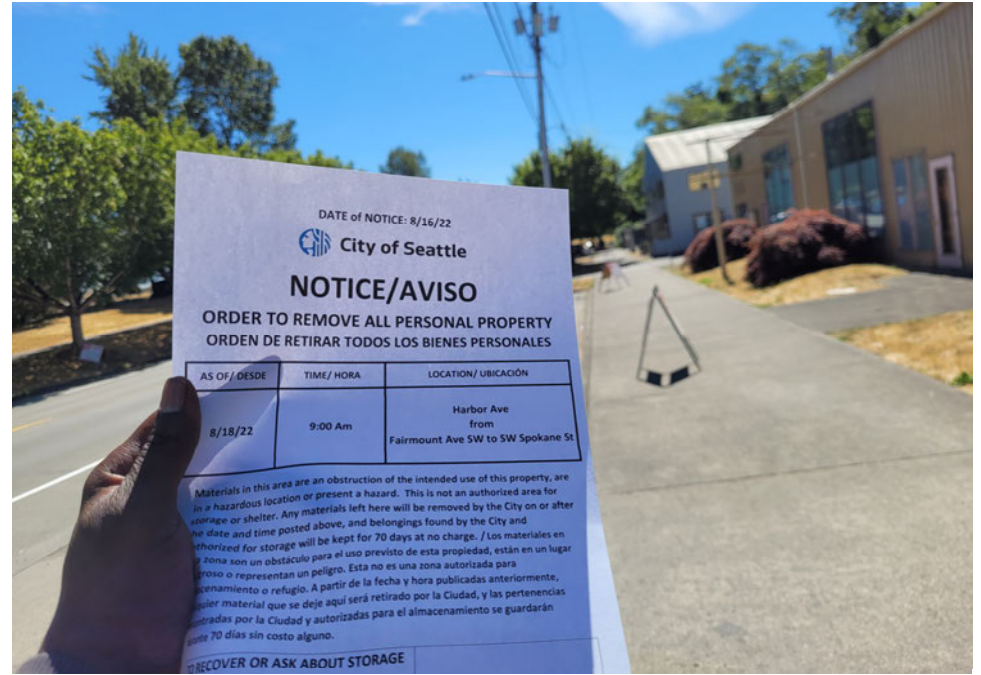 DATE of NOTICE: 8/16/22
City of Seattle
NOTICE/AVISO
ORDER TO REMOVE ALL PERSONAL PROPERTY
ORDEN DE RETIRAR TODOS LOS BIENES PERSONALES
AS OF/ DESDE TIME/ HORA LOCATION/ UBICACIÓN
8/18/22 9:00 Am Harbor Ave
from
Fairmount Ave SW to SW Spokane St
Materials in this area are an obstruction of the intended use of this property, are
in a hazardous location or present a hazard. This is not an authorized area for
storage or shelter. Any materials left here will be removed by the City on or after
he date and time posted above, and belongings found by the City and
thorized for storage will be kept for 70 days at no charge. / Los materiales en
zona son un obstáculo para el uso previsto de esta propiedad, están en un lugar
groso o representan un peligro. Esta no es una zona autorizada para
cenamiento o refugio. A partir de la fecha y hora publicadas anteriormente,
quier material que se deje aquí será retirado por la Ciudad, y las pertenencias
ntradas por la Ciudad y autorizadas para el almacenamiento se guardarán
ante 70 días sin costo alguno.
RECOVER OR ASK ABOUT STORAGE